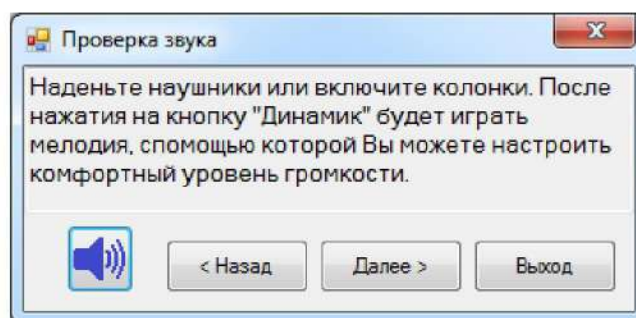 Проверка звука
Наденьте наушники или включите колонки. После
нажатия на кнопку "Динамик" будет играть
мелодия, спомощью которой Вы можете настроить
комфортный уровень громкости.
< Назад
Далее >
Выход